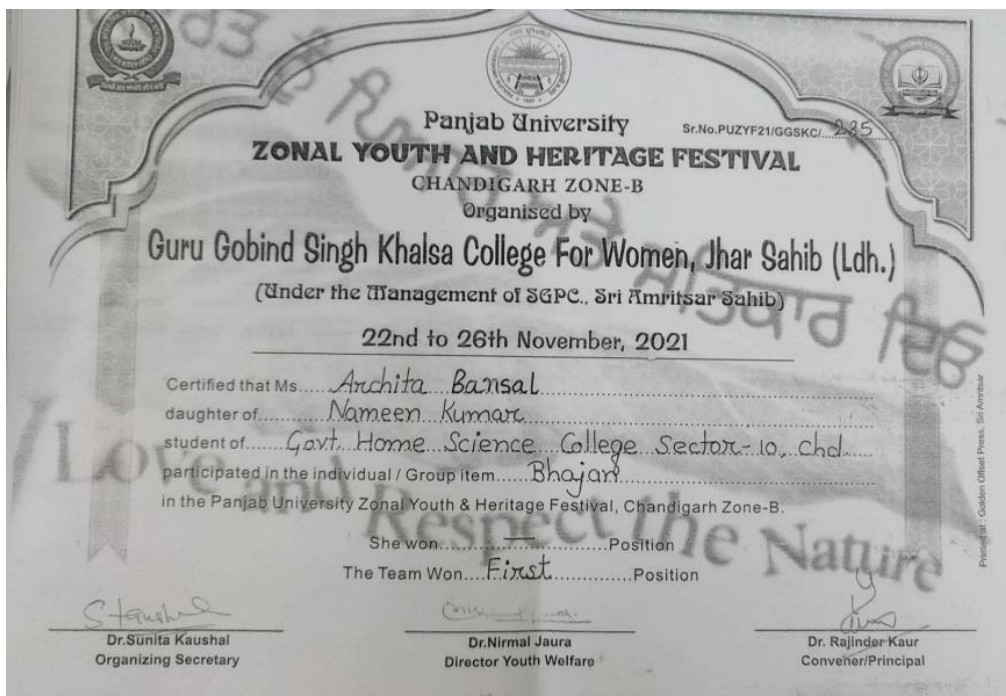 Panjab University
Sr.No.PUZYF21/GGSKC/...285
ZONAL YOUTH AND HERITAGE FESTIVAL
CHANDIGARH ZONE-B
Organised by
Guru Gobind Singh Khalsa College For Women, Jhar Sahib (Ldh.)
(Under the Management of SGPC., Sri Amritsar Sahib)
22nd to 26th November, 2021
Certified that Ms......Archita Bansal
daughter of............Nameen Kumar
student of.......Govt. Home Science College Sector-10, chd.
participated in the individual / Group item......Bhajan
in the Panjab University Zonal Youth & Heritage Festival, Chandigarh Zone-B.
She won............—............Position
The Team Won....First..............Position
Love and Respect the Nature
ਸਤਿਕਾਰ ਦਿਓ
Dr.Sunita Kaushal
Organizing Secretary
Dr.Nirmal Jaura
Director Youth Welfare
Dr. Rajinder Kaur
Convener/Principal
Printed at : Golden Offset Press, Sri Amritsar